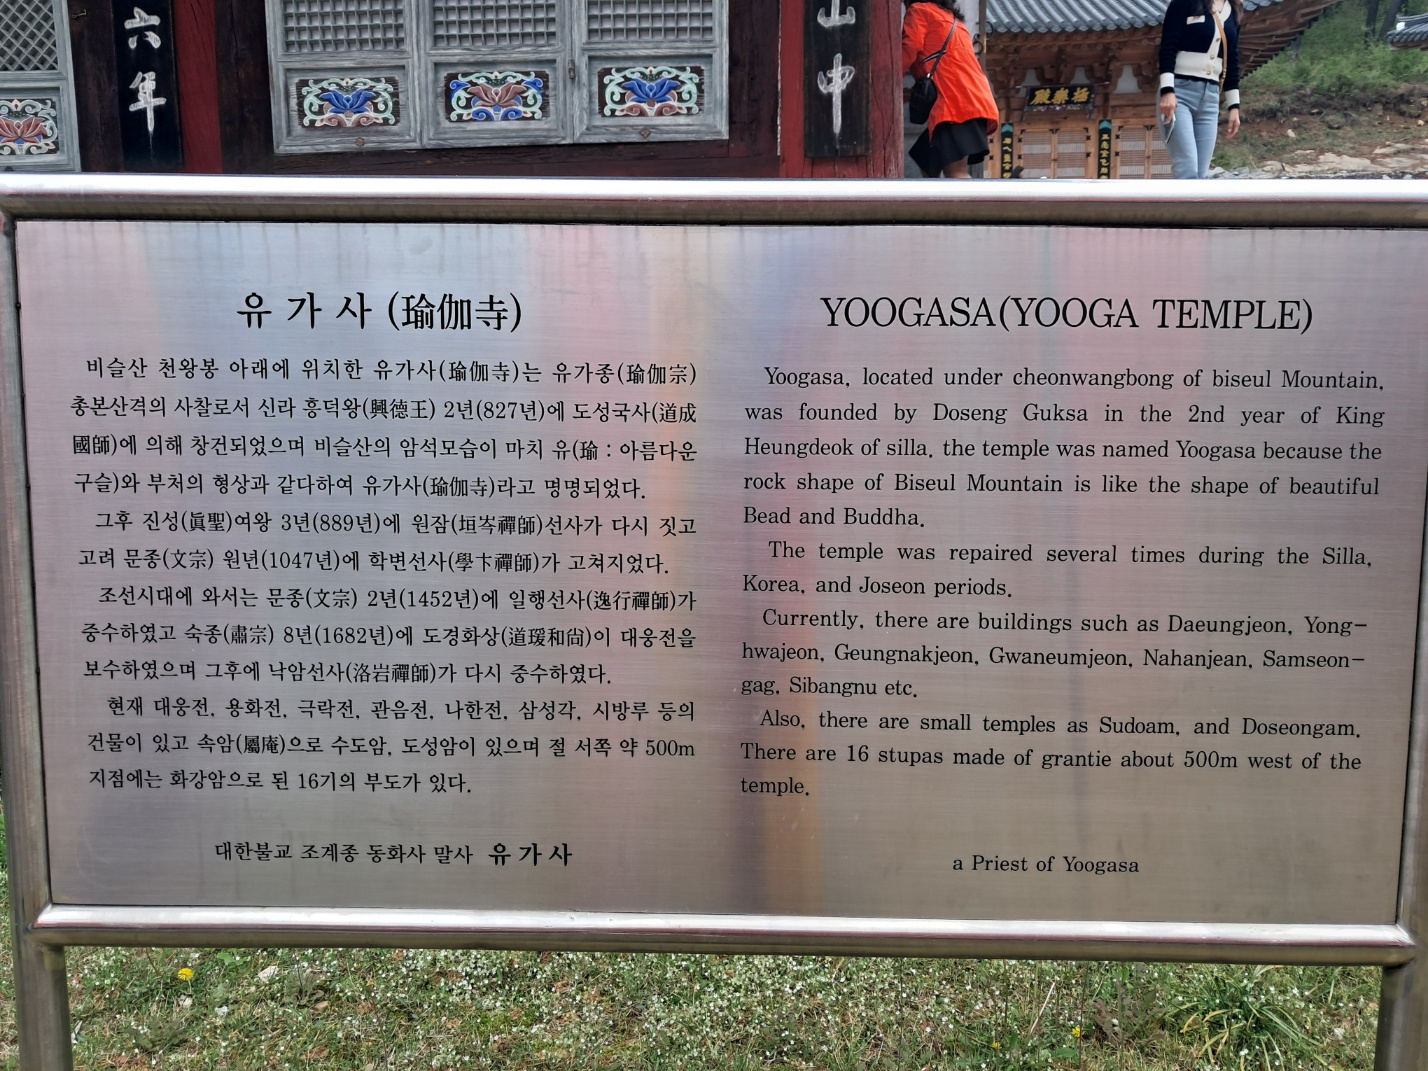 六年
山中
極樂殿
유가사(瑜伽寺)
비슬산 천왕봉 아래에 위치한 유가사(瑜伽寺)는 유가종(瑜伽宗)
총본산격의 사찰로서 신라 흥덕왕(興德王) 2년(827년)에 도성국사(道成
國師)에 의해 창건되었으며 비슬산의 암석모습이 마치 유(瑜 : 아름다운
구슬)와 부처의 형상과 같다하여 유가사(瑜伽寺)라고 명명되었다.
그후 진성(眞聖)여왕 3년(889년)에 원잠(垣岑禪師)선사가 다시 짓고
고려 문종(文宗) 원년(1047년)에 학변선사(學卞禪師)가 고쳐지었다.
조선시대에 와서는 문종(文宗) 2년(1452년)에 일행선사(逸行禪師)가
중수하였고 숙종(肅宗) 8년(1682년)에 도경화상(道瑗和尙)이 대웅전을
보수하였으며 그후에 낙암선사(洛岩禪師)가 다시 중수하였다.
현재 대웅전, 용화전, 극락전, 관음전, 나한전, 삼성각, 시방루 등의
건물이 있고 속암(屬庵)으로 수도암, 도성암이 있으며 절 서쪽 약 500m
지점에는 화강암으로 된 16기의 부도가 있다.
대한불교 조계종 동화사 말사 유가사
YOOGASA(YOOGA TEMPLE)
Yoogasa, located under cheonwangbong of biseul Mountain,
was founded by Doseng Guksa in the 2nd year of King
Heungdeok of silla. the temple was named Yoogasa because the
rock shape of Biseul Mountain is like the shape of beautiful
Bead and Buddha.
The temple was repaired several times during the Silla,
Korea, and Joseon periods.
Currently, there are buildings such as Daeungjeon, Yong-
hwajeon, Geungnakjeon, Gwaneumjeon, Nahanjean, Samseon-
gag, Sibangnu etc.
Also, there are small temples as Sudoam, and Doseongam.
There are 16 stupas made of grantie about 500m west of the
temple.
a Priest of Yoogasa